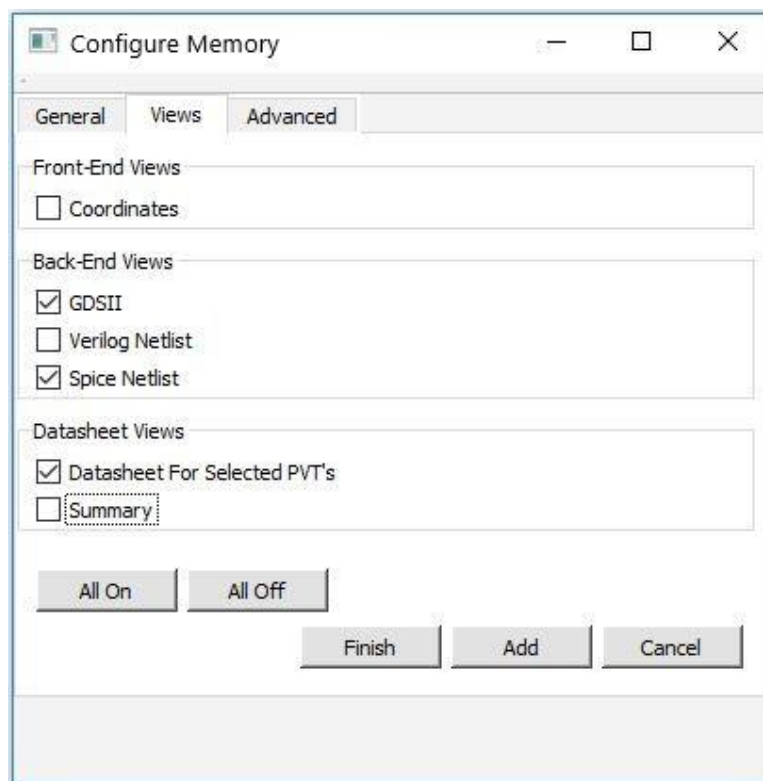 Configure Memory
General Views Advanced
Front-End Views
Coordinates
Back-End Views
GDSII
Verilog Netlist
Spice Netlist
Datasheet Views
Datasheet For Selected PVT's
Summary
All On All Off
Finish Add Cancel